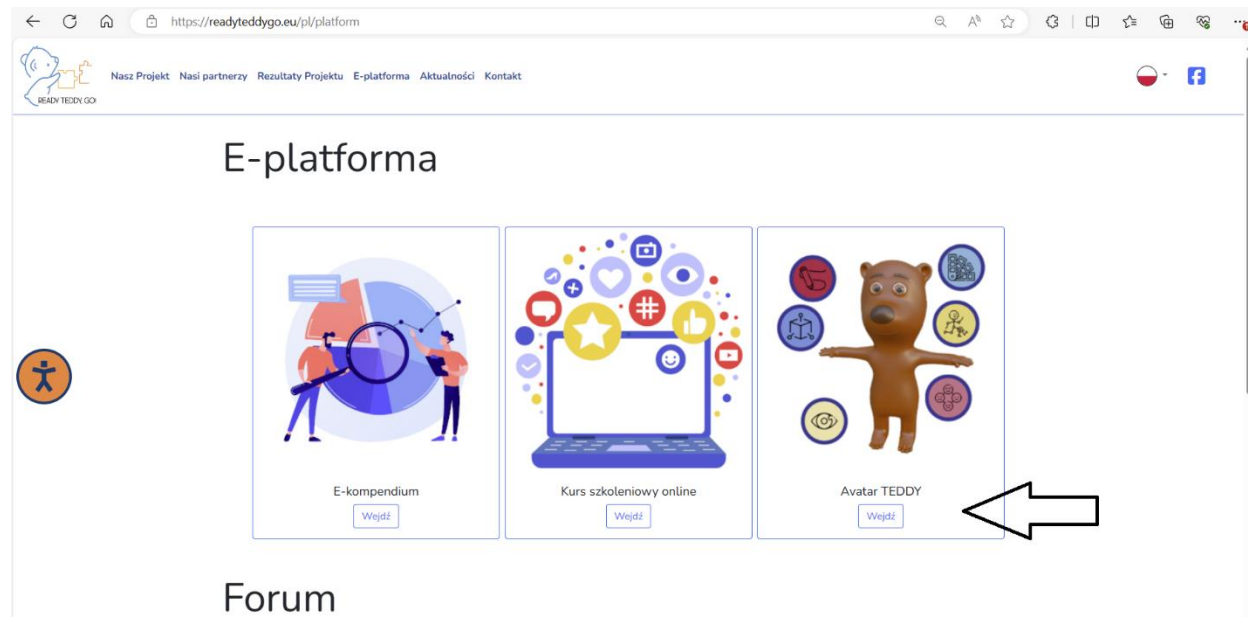 https://readyteddygo.eu/pl/platform
READY TEDDY, GO!
Nasz Projekt Nasi partnerzy Rezultaty Projektu E-platforma Aktualności Kontakt
E-platforma
E-kompendium
Wejdź
Kurs szkoleniowy online
Wejdź
Avatar TEDDY
Wejdź
Forum